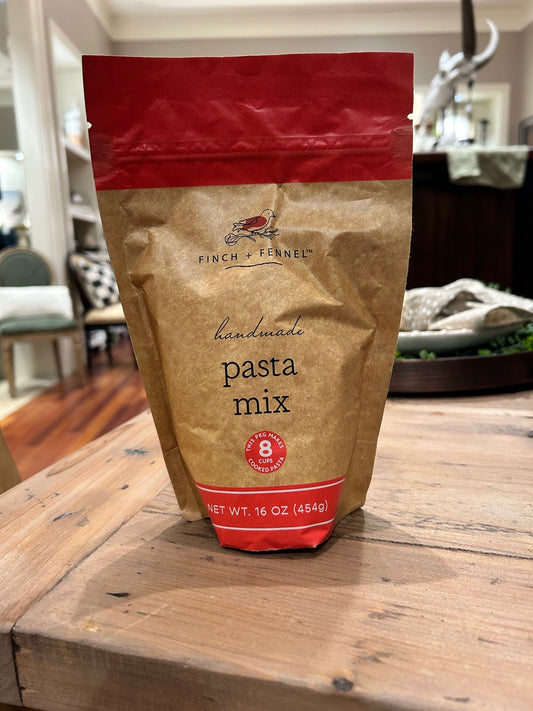 FINCH + FENNEL™
handmade
pasta
mix
THIS PKG MAKES
8
CUPS
COOKED PASTA
NET WT. 16 OZ (454g)